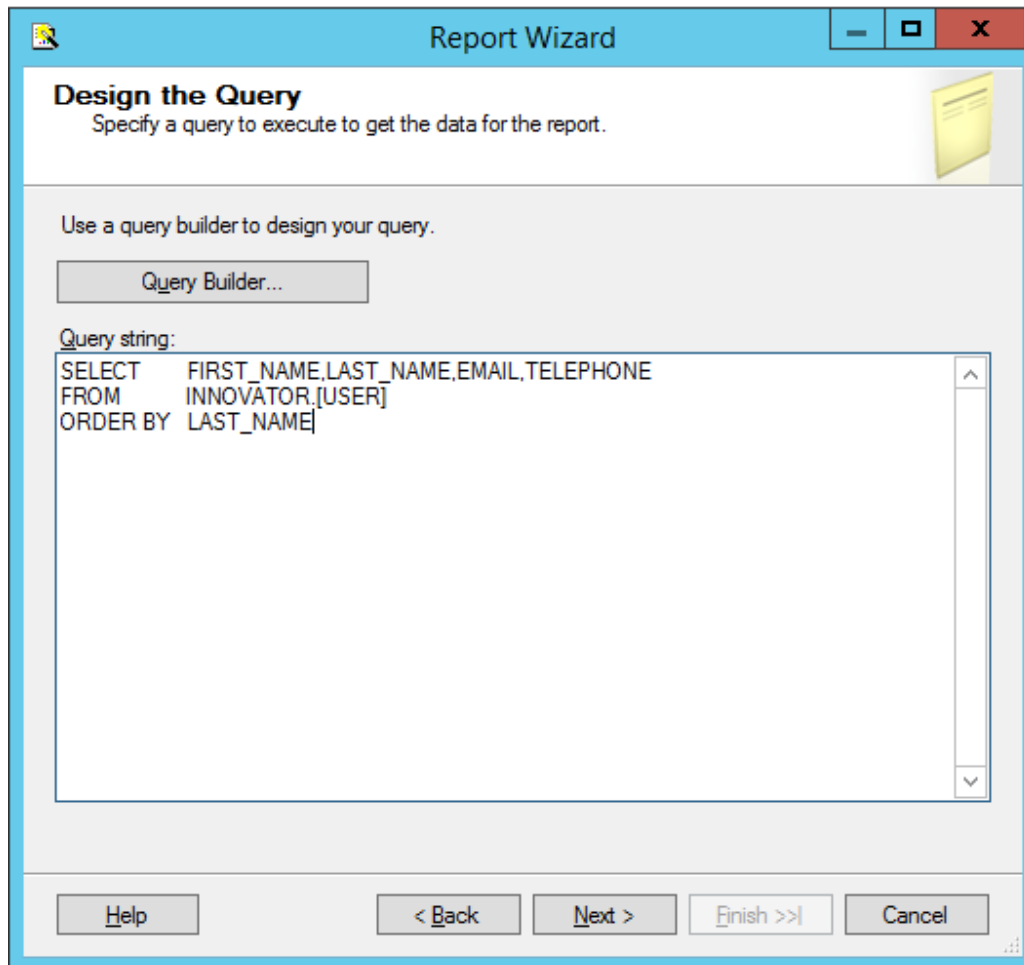 Report Wizard
Design the Query
Specify a query to execute to get the data for the report.
Use a query builder to design your query.
Query Builder...
Query string:
SELECT FIRST_NAME,LAST_NAME,EMAIL,TELEPHONE
FROM INNOVATOR.[USER]
ORDER BY LAST_NAME
Help < Back Next > Finish >>| Cancel